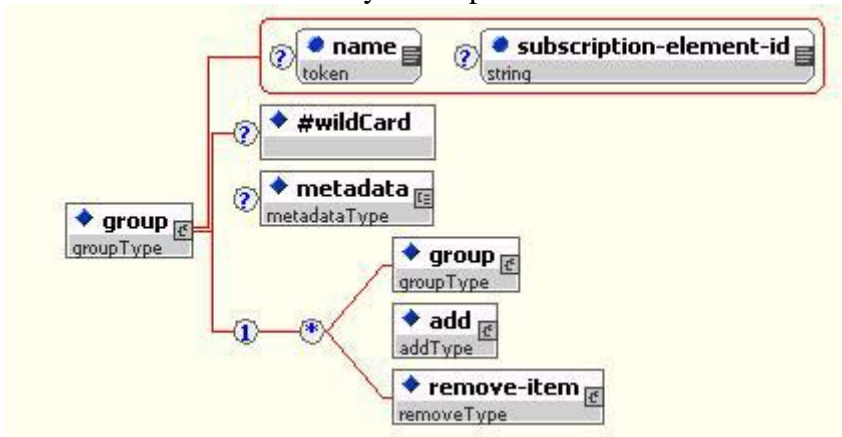 ? name ? subscription-element-id
token string
? #wildCard
? metadata
metadataType
group
groupType
group
groupType
1 *
add
addType
remove-item
removeType